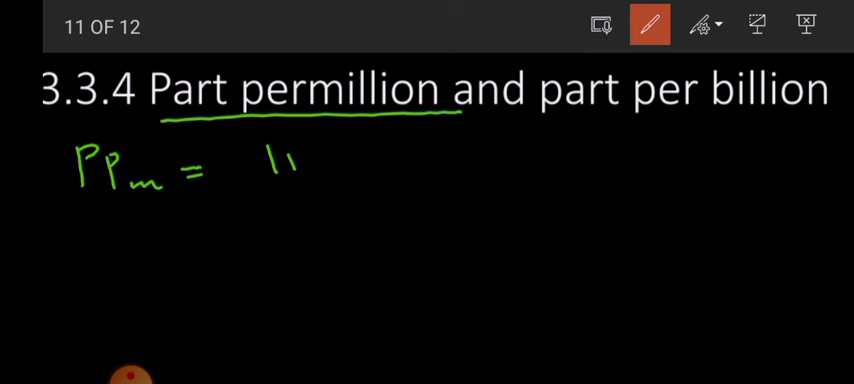 11 OF 12
3.3.4 Part permillion and part per billion
PPm =